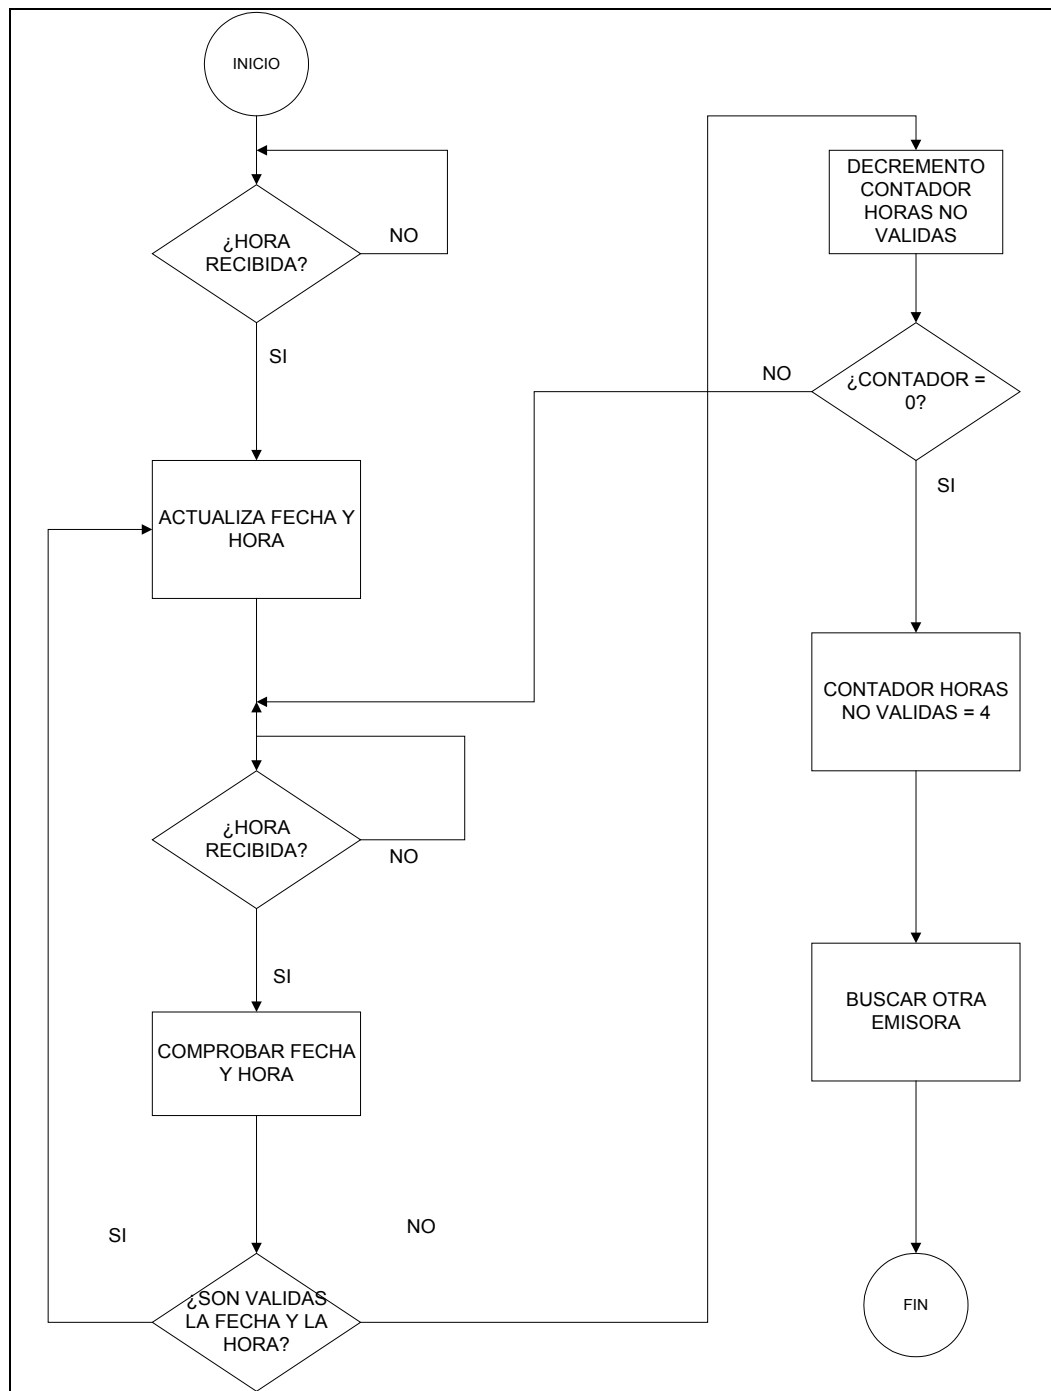 INICIO
¿HORA
RECIBIDA?
NO
SI
ACTUALIZA FECHA Y
HORA
¿HORA
RECIBIDA?
NO
SI
COMPROBAR FECHA
Y HORA
SI
NO
¿SON VALIDAS
LA FECHA Y LA
HORA?
DECREMENTO
CONTADOR
HORAS NO
VALIDAS
NO
¿CONTADOR =
0?
SI
CONTADOR HORAS
NO VALIDAS = 4
BUSCAR OTRA
EMISORA
FIN